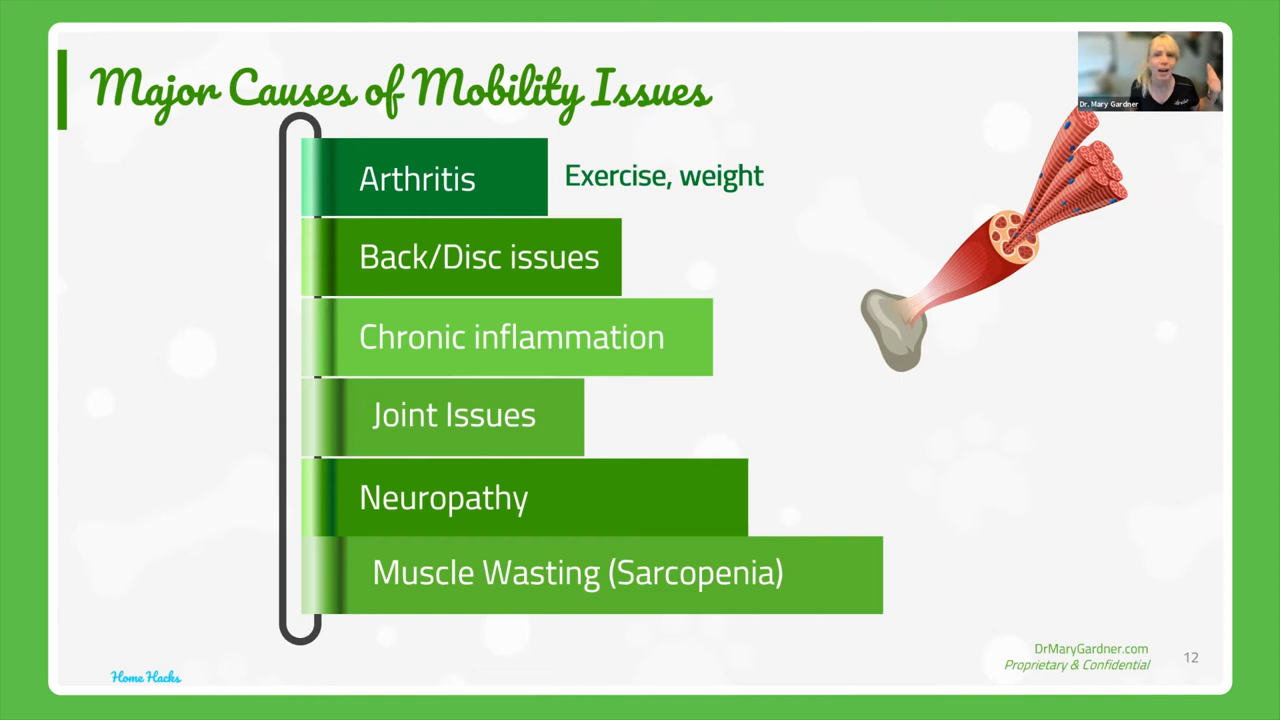 Major Causes of Mobility Issues
Dr. Mary Gardner
Arthritis
Exercise, weight
Back/Disc issues
Chronic inflammation
Joint Issues
Neuropathy
Muscle Wasting (Sarcopenia)
DrMaryGardner.com
Proprietary & Confidential
12
Home Hacks